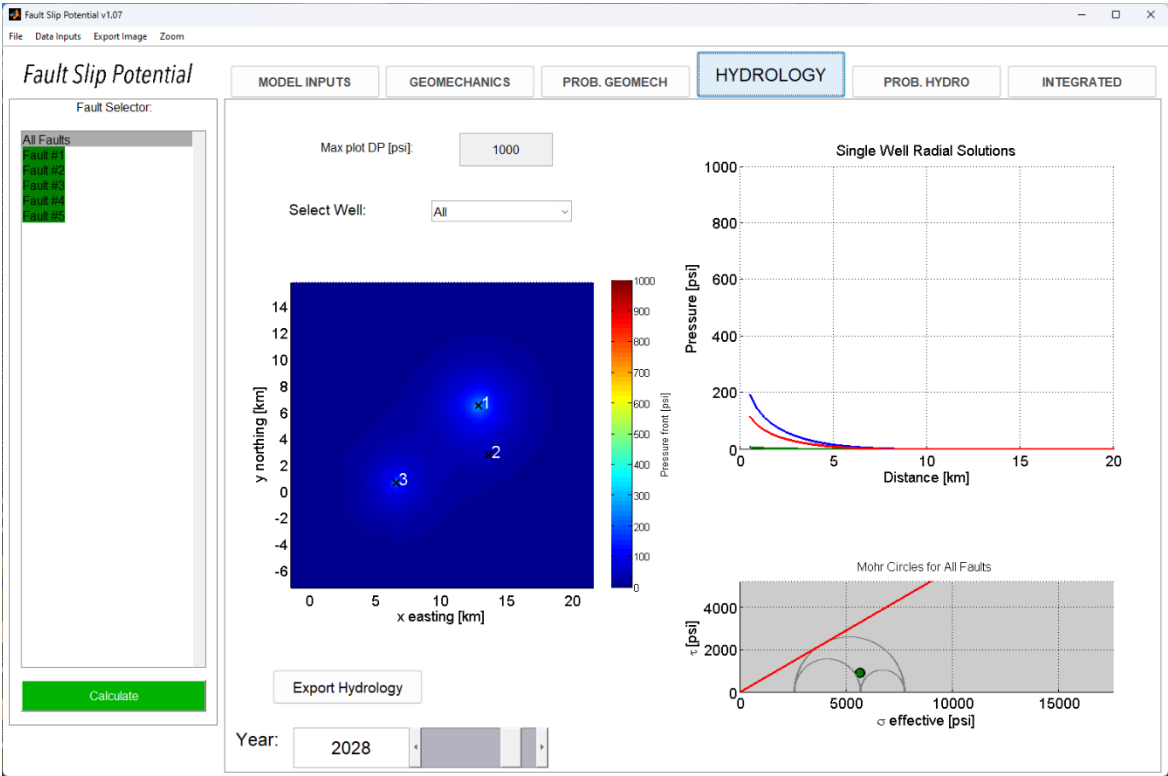 Fault Slip Potential v1.07
File Data Inputs Export Image Zoom
Fault Slip Potential
MODEL INPUTS GEOMECHANICS PROB. GEOMECH HYDROLOGY PROB. HYDRO INTEGRATED
Fault Selector:
All Faults
Fault #1
Fault #2
Fault #3
Fault #4
Fault #5
Calculate
Max plot DP [psi]: 1000
Select Well: All
14
12
10
8
6
4
2
0
-2
-4
-6
y northing [km]
0 5 10 15 20
x easting [km]
1
2
3
1000
900
800
700
600
500
400
300
200
100
0
Pressure front [psi]
Export Hydrology
Year: 2028
Single Well Radial Solutions
1000
800
600
400
200
0
Pressure [psi]
0 5 10 15 20
Distance [km]
Mohr Circles for All Faults
4000
2000
0
τ [psi]
0 5000 10000 15000
σ effective [psi]